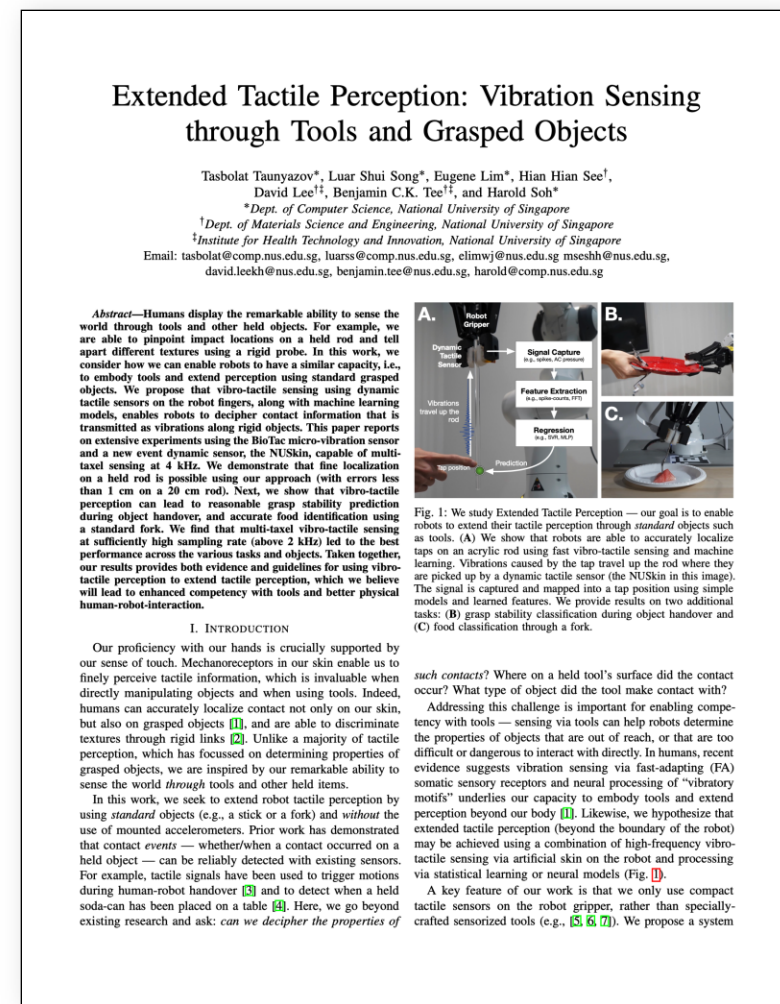 Extended Tactile Perception: Vibration Sensing
through Tools and Grasped Objects
Tasbolat Taunyazov*, Luar Shui Song*, Eugene Lim*, Hian Hian See†,
David Lee†‡, Benjamin C.K. Tee†‡, and Harold Soh*
*Dept. of Computer Science, National University of Singapore
†Dept. of Materials Science and Engineering, National University of Singapore
‡Institute for Health Technology and Innovation, National University of Singapore
Email: tasbolat@comp.nus.edu.sg, luarss@comp.nus.edu.sg, elimwj@nus.edu.sg mseshh@nus.edu.sg,
david.leekh@nus.edu.sg, benjamin.tee@nus.edu.sg, harold@comp.nus.edu.sg
Abstract—Humans display the remarkable ability to sense the
world through tools and other held objects. For example, we
are able to pinpoint impact locations on a held rod and tell
apart different textures using a rigid probe. In this work, we
consider how we can enable robots to have a similar capacity, i.e.,
to embody tools and extend perception using standard grasped
objects. We propose that vibro-tactile sensing using dynamic
tactile sensors on the robot fingers, along with machine learning
models, enables robots to decipher contact information that is
transmitted as vibrations along rigid objects. This paper reports
on extensive experiments using the BioTac micro-vibration sensor
and a new event dynamic sensor, the NUSkin, capable of multi-
taxel sensing at 4 kHz. We demonstrate that fine localization
on a held rod is possible using our approach (with errors less
than 1 cm on a 20 cm rod). Next, we show that vibro-tactile
perception can lead to reasonable grasp stability prediction
during object handover, and accurate food identification using
a standard fork. We find that multi-taxel vibro-tactile sensing
at sufficiently high sampling rate (above 2 kHz) led to the best
performance across the various tasks and objects. Taken together,
our results provides both evidence and guidelines for using vibro-
tactile perception to extend tactile perception, which we believe
will lead to enhanced competency with tools and better physical
human-robot-interaction.
I. INTRODUCTION
Our proficiency with our hands is crucially supported by
our sense of touch. Mechanoreceptors in our skin enable us to
finely perceive tactile information, which is invaluable when
directly manipulating objects and when using tools. Indeed,
humans can accurately localize contact not only on our skin,
but also on grasped objects [1], and are able to discriminate
textures through rigid links [2]. Unlike a majority of tactile
perception, which has focussed on determining properties of
grasped objects, we are inspired by our remarkable ability to
sense the world through tools and other held items.
In this work, we seek to extend robot tactile perception by
using standard objects (e.g., a stick or a fork) and without the
use of mounted accelerometers. Prior work has demonstrated
that contact events — whether/when a contact occurred on a
held object — can be reliably detected with existing sensors.
For example, tactile signals have been used to trigger motions
during human-robot handover [3] and to detect when a held
soda-can has been placed on a table [4]. Here, we go beyond
existing research and ask: can we decipher the properties of
A.
Robot
Gripper
Dynamic
Tactile
Sensor
Signal Capture
(e.g., spikes, AC pressure)
Feature Extraction
(e.g., spike-counts, FFT)
Vibrations
travel up the
rod
Regression
(e.g., SVR, MLP)
Tap position
Prediction
B.
C.
Fig. 1: We study Extended Tactile Perception — our goal is to enable
robots to extend their tactile perception through standard objects such
as tools. (A) We show that robots are able to accurately localize
taps on an acrylic rod using fast vibro-tactile sensing and machine
learning. Vibrations caused by the tap travel up the rod where they
are picked up by a dynamic tactile sensor (the NUSkin in this image).
The signal is captured and mapped into a tap position using simple
models and learned features. We provide results on two additional
tasks: (B) grasp stability classification during object handover and
(C) food classification through a fork.
such contacts? Where on a held tool's surface did the contact
occur? What type of object did the tool make contact with?
Addressing this challenge is important for enabling compe-
tency with tools — sensing via tools can help robots determine
the properties of objects that are out of reach, or that are too
difficult or dangerous to interact with directly. In humans, recent
evidence suggests vibration sensing via fast-adapting (FA)
somatic sensory receptors and neural processing of “vibratory
motifs” underlies our capacity to embody tools and extend
perception beyond our body [1]. Likewise, we hypothesize that
extended tactile perception (beyond the boundary of the robot)
may be achieved using a combination of high-frequency vibro-
tactile sensing via artificial skin on the robot and processing
via statistical learning or neural models (Fig. 1).
A key feature of our work is that we only use compact
tactile sensors on the robot gripper, rather than specially-
crafted sensorized tools (e.g., [5, 6, 7]). We propose a system